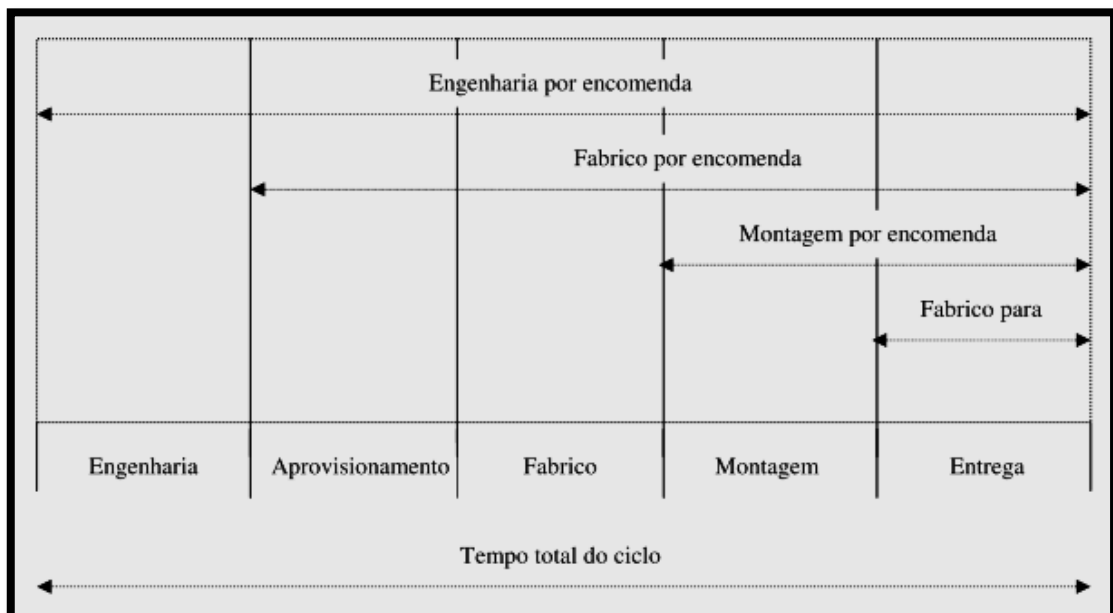 Engenharia por encomenda
Fabrico por encomenda
Montagem por encomenda
Fabrico para
Engenharia
Aprovisionamento
Fabrico
Montagem
Entrega
Tempo total do ciclo